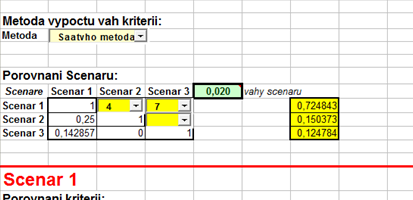 Metoda vypoctu vah kriterii:
Metoda Saatyho metoda
Porovnani Scenaru:
Scenare Scenar 1 Scenar 2 Scenar 3 0,020 vahy scenaru
Scenar 1 1 4 7 0,724843
Scenar 2 0,25 1 0,150373
Scenar 3 0,142857 0 1 0,124784
Scenar 1
Porovnani kriterii: